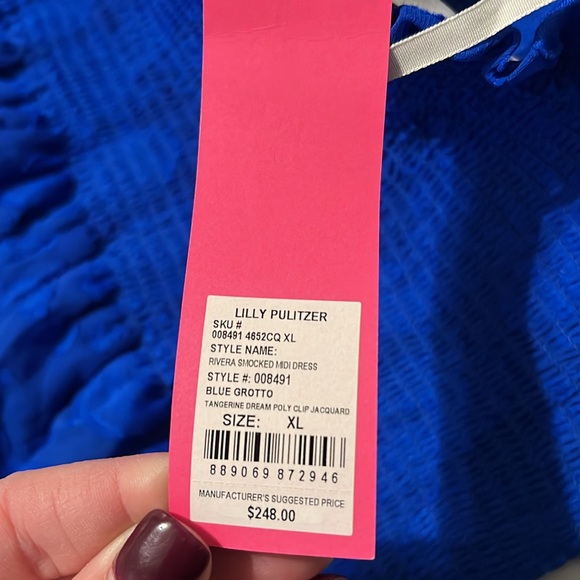 LILLY PULITZER
SKU #
008491 4652CQ XL
STYLE NAME:
RIVERA SMOCKED MIDI DRESS
STYLE #: 008491
BLUE GROTTO
TANGERINE DREAM POLY CLIP JACQUARD
SIZE: XL
889069 872946
MANUFACTURER'S SUGGESTED PRICE
$248.00